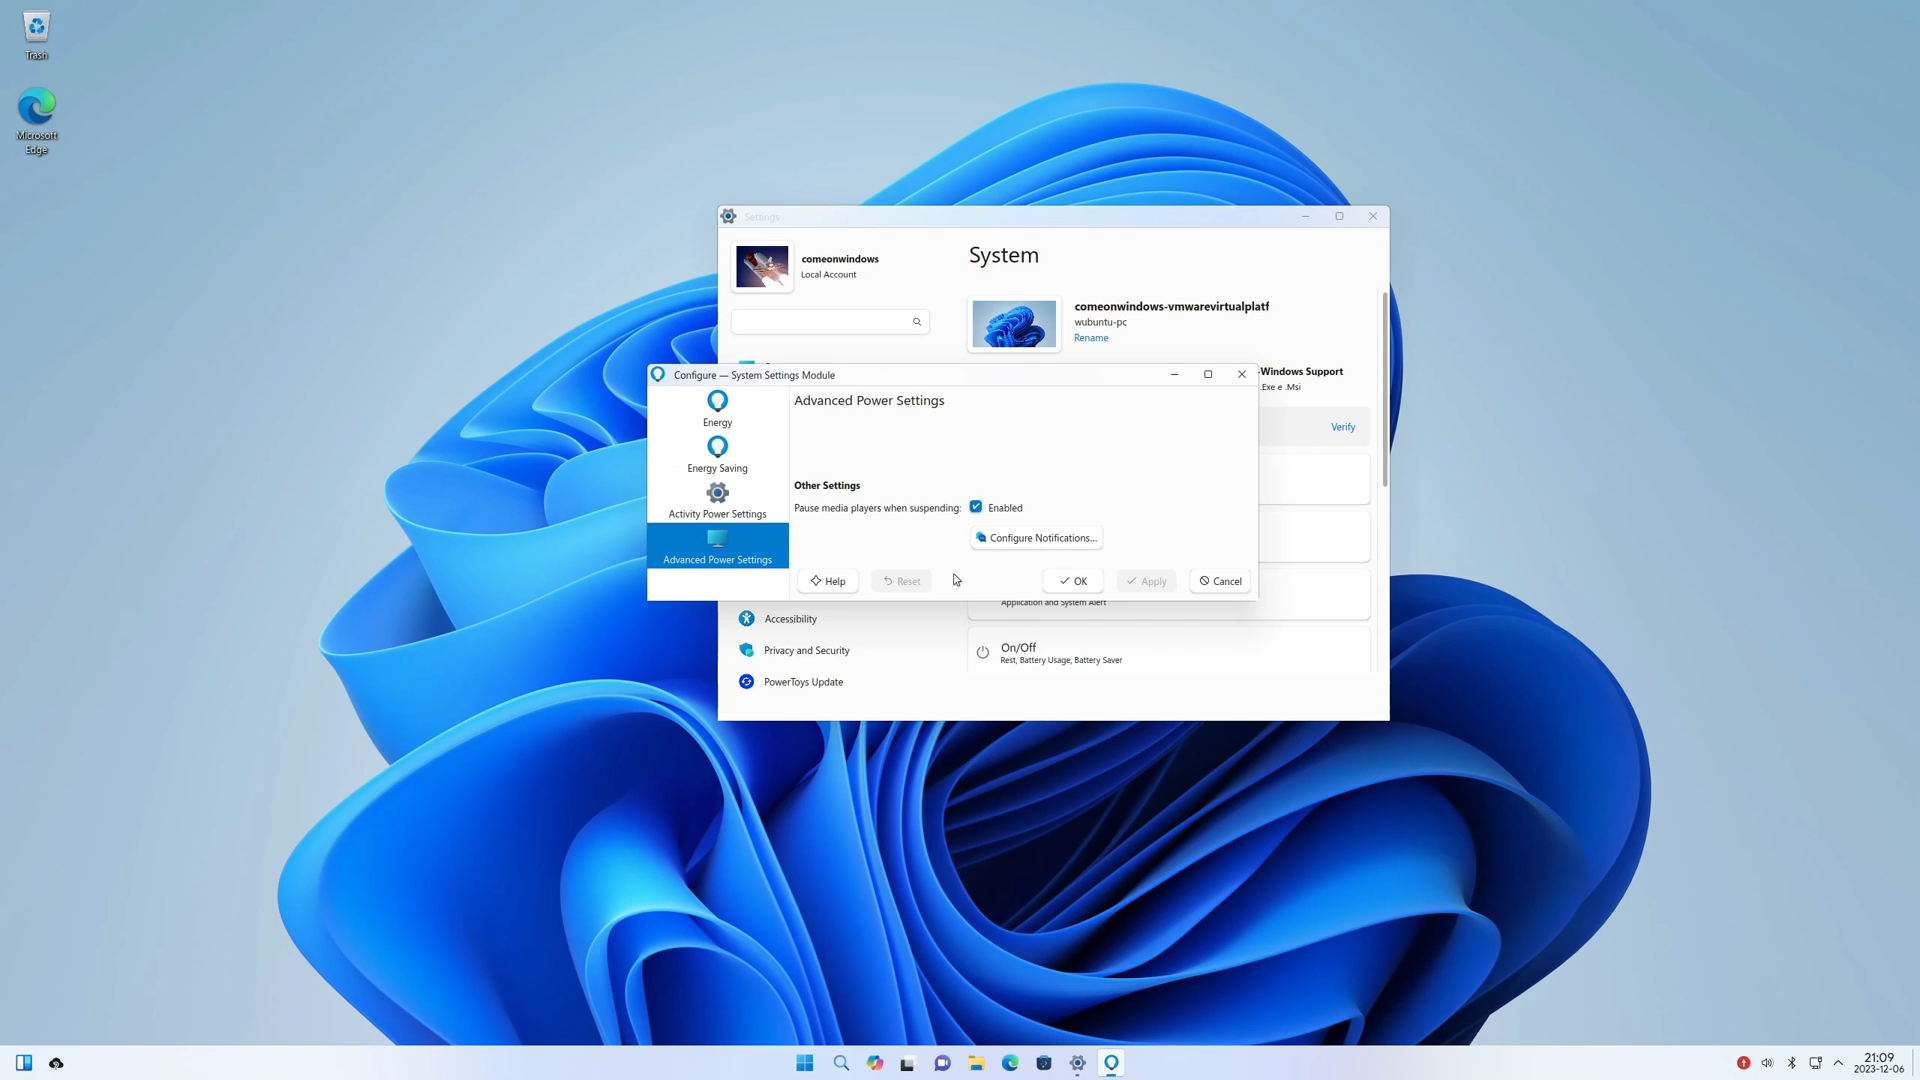 Trash
Microsoft
Edge
Settings
comeonwindows
Local Account
System
comeonwindows-vmwarevirtualplatf
wubuntu-pc
Rename
-Windows Support
.Exe e .Msi
Verify
Configure — System Settings Module
Energy
Energy Saving
Activity Power Settings
Advanced Power Settings
Advanced Power Settings
Other Settings
Pause media players when suspending: Enabled
Configure Notifications...
Help
Reset
OK
Apply
Cancel
Application and System Alert
Accessibility
Privacy and Security
PowerToys Update
On/Off
Rest, Battery Usage, Battery Saver
21:09
2023-12-06